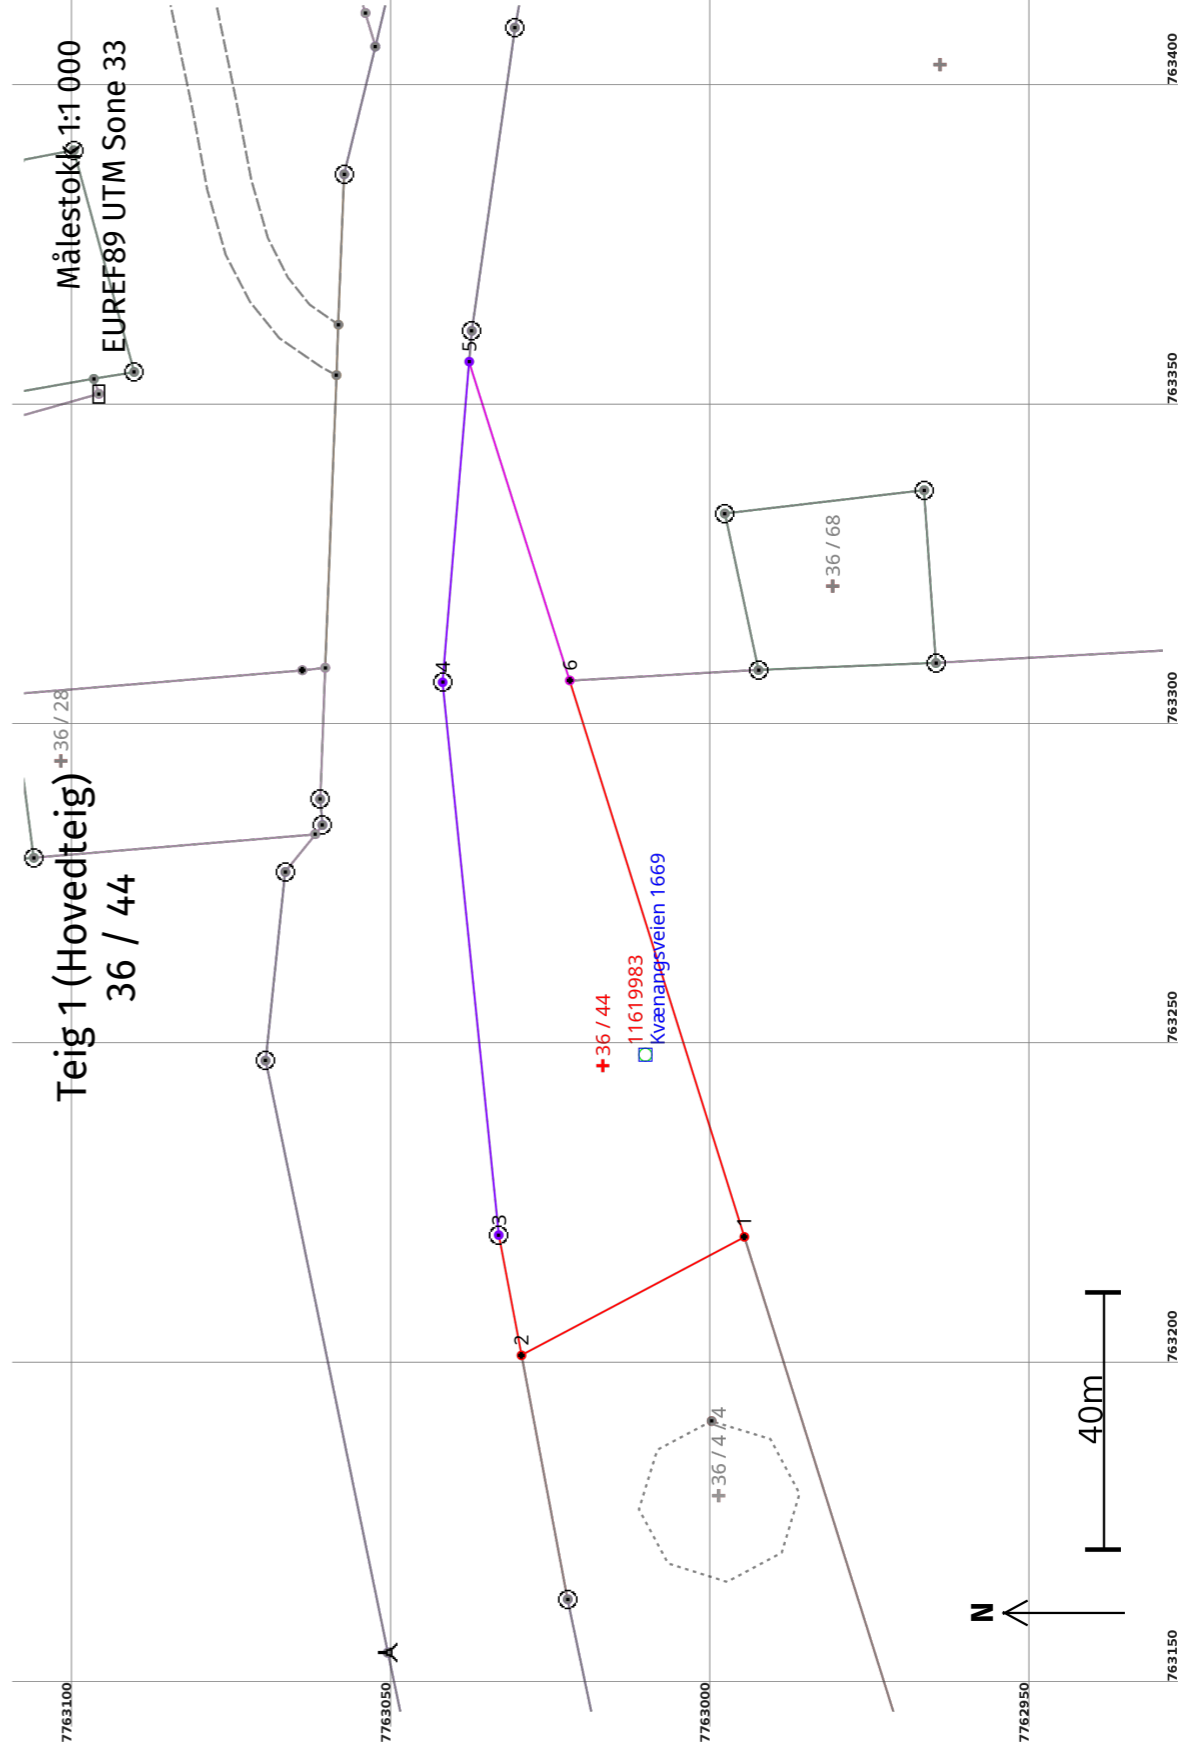 Målestokk 1:1 000
EUREF89 UTM Sone 33
Teig 1 (Hovedteig)
36 / 44
36 / 28
5
4
6
36 / 68
36 / 44
11619983
Kvænangsveien 1669
3
2
1
36 / 4 / 4
40m
N
7763100
7763050
7763000
7762950
763150
763200
763250
763300
763350
763400